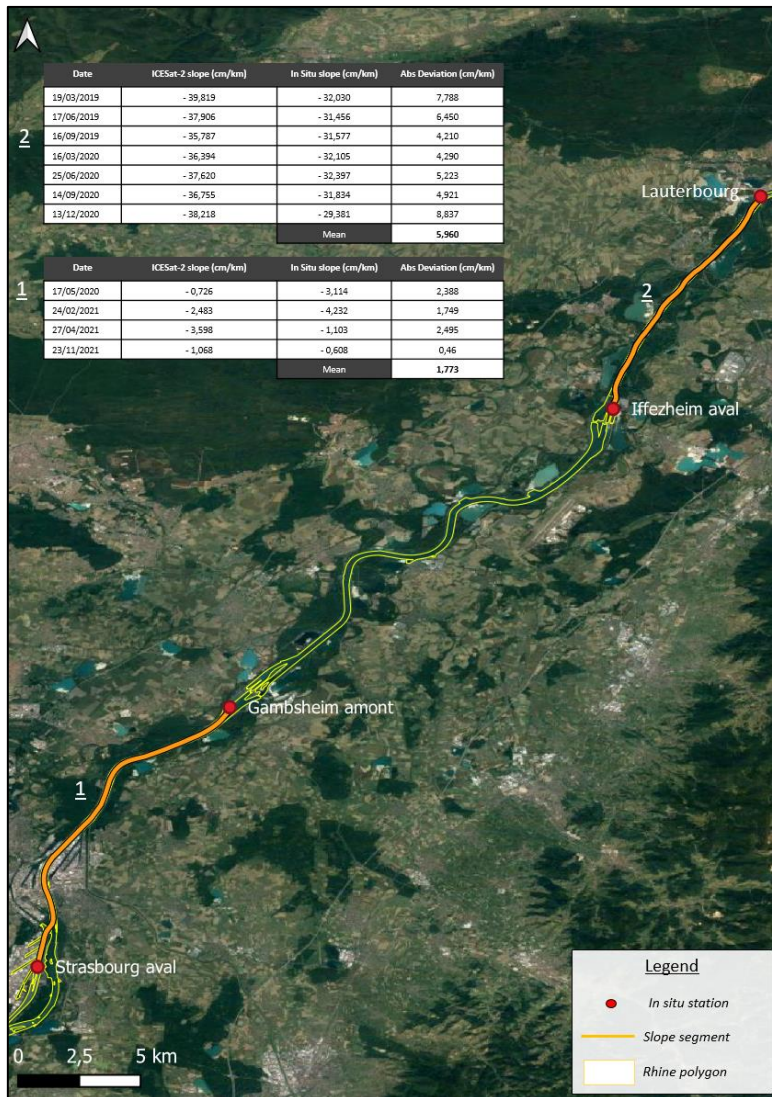 Date ICESat-2 slope (cm/km) In Situ slope (cm/km) Abs Deviation (cm/km)
19/03/2019 - 39,819 - 32,030 7,788
17/06/2019 - 37,906 - 31,456 6,450
2
16/09/2019 - 35,787 - 31,577 4,210
16/03/2020 - 36,394 - 32,105 4,290
25/06/2020 - 37,620 - 32,397 5,223
14/09/2020 - 36,755 - 31,834 4,921
13/12/2020 - 38,218 - 29,381 8,837
Mean 5,960
Lauterbourg
Date ICESat-2 slope (cm/km) In Situ slope (cm/km) Abs Deviation (cm/km)
1
17/05/2020 - 0,726 - 3,114 2,388
24/02/2021 - 2,483 - 4,232 1,749
27/04/2021 - 3,598 - 1,103 2,495
23/11/2021 - 1,068 - 0,608 0,46
Mean 1,773
2
Iffezheim aval
Gambsheim amont
1
Strasbourg aval
0 2,5 5 km
Legend
In situ station
Slope segment
Rhine polygon